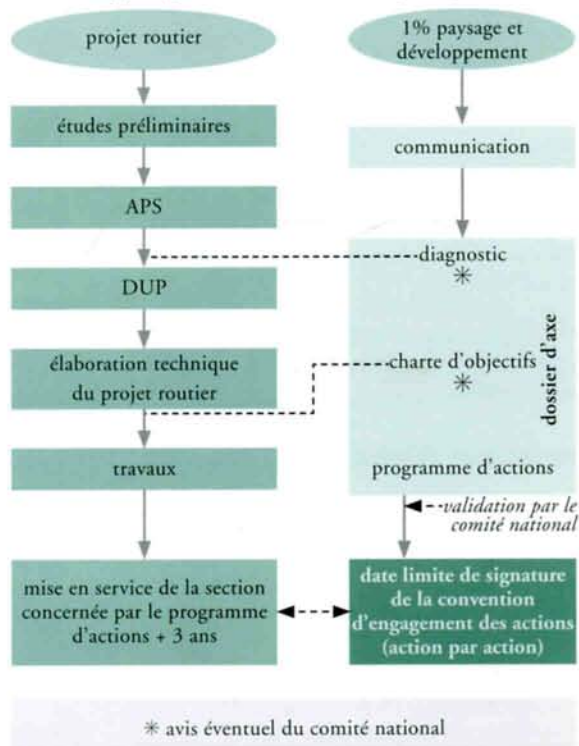 projet routier
études préliminaires
APS
DUP
élaboration technique
du projet routier
travaux
mise en service de la section
concernée par le programme
d'actions + 3 ans
1% paysage et
développement
communication
diagnostic
✳
charte d'objectifs
✳
programme d'actions
dossier d'axe
validation par le
comité national
date limite de signature
de la convention
d'engagement des actions
(action par action)
✳ avis éventuel du comité national